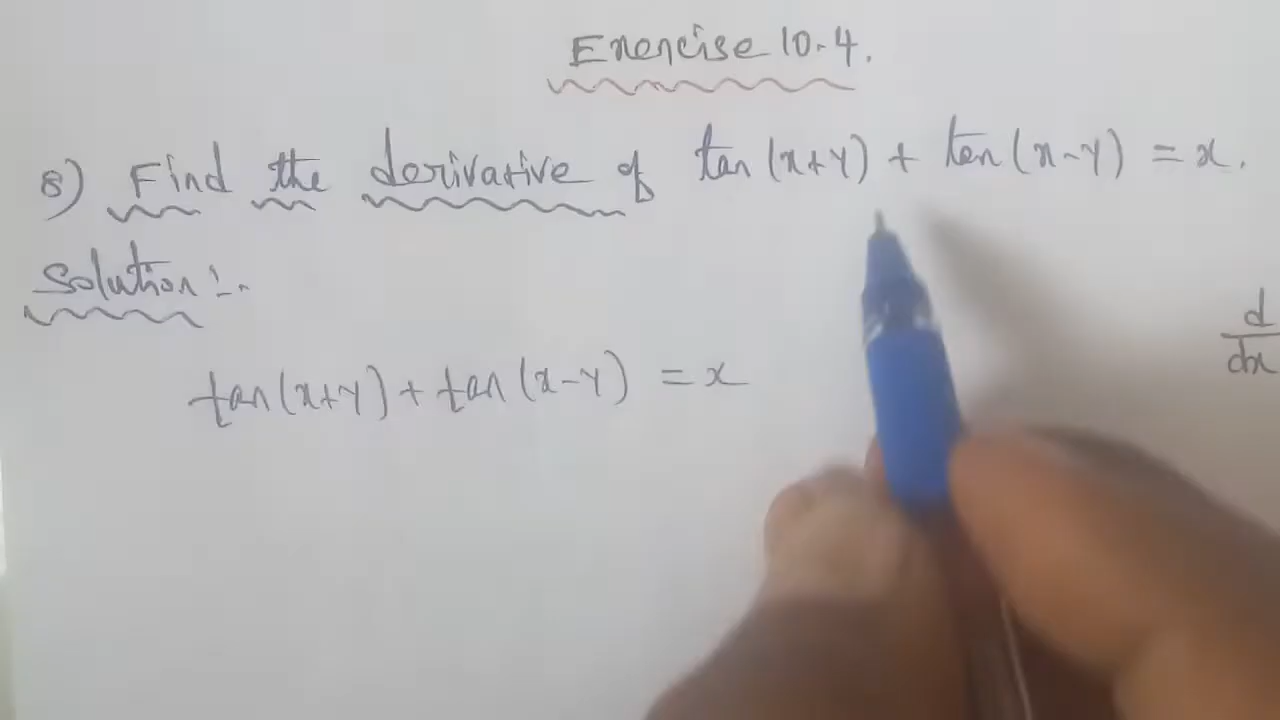 Exercise 10.4.
8) Find the derivative of tan(x+y) + tan(x-y) = x.
Solution :-
tan(x+y) + tan(x-y) = x
d
dx